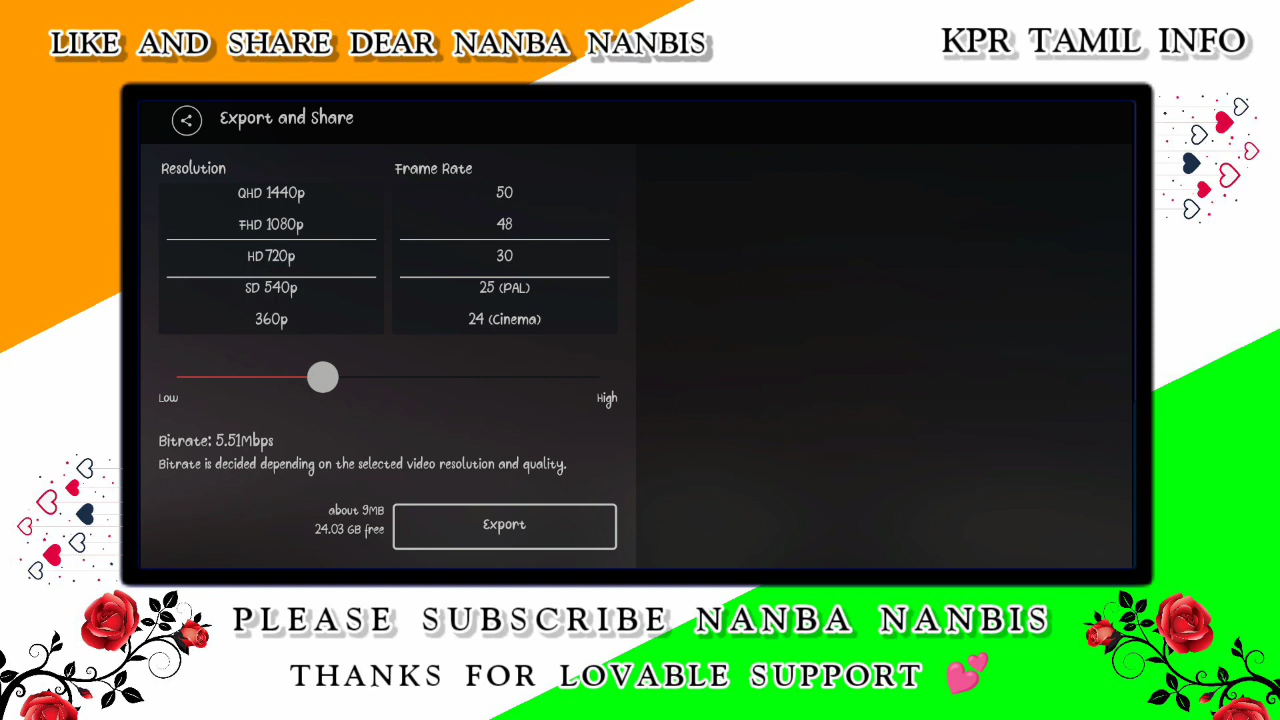 LIKE AND SHARE DEAR NANBA NANBIS
KPR TAMIL INFO
Export and Share
Resolution
Frame Rate
QHD 1440p
50
FHD 1080p
48
HD 720p
30
SD 540p
25 (PAL)
360p
24 (Cinema)
Low
High
Bitrate: 5.51Mbps
Bitrate is decided depending on the selected video resolution and quality.
about 9MB
24.03 GB free
Export
PLEASE SUBSCRIBE NANBA NANBIS
THANKS FOR LOVABLE SUPPORT 💕